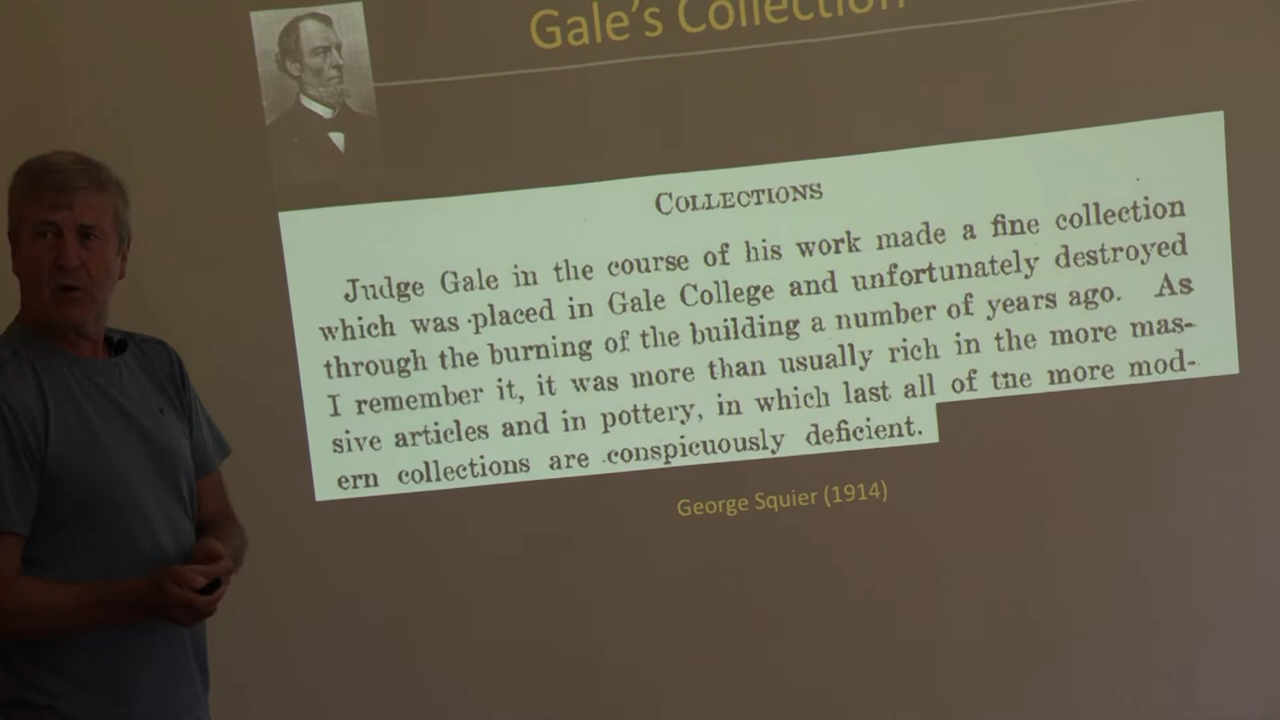 Gale's Collection
COLLECTIONS
Judge Gale in the course of his work made a fine collection
which was placed in Gale College and unfortunately destroyed
through the burning of the building a number of years ago. As
I remember it, it was more than usually rich in the more mas-
sive articles and in pottery, in which last all of the more mod-
ern collections are conspicuously deficient.
George Squier (1914)